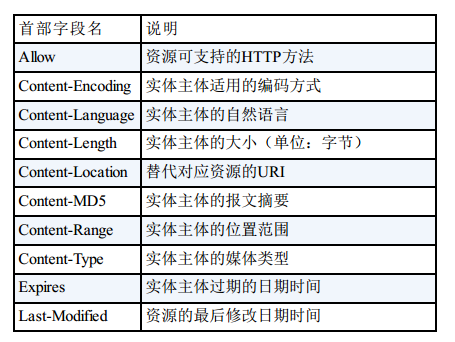 首部字段名 说明
Allow 资源可支持的HTTP方法
Content-Encoding 实体主体适用的编码方式
Content-Language 实体主体的自然语言
Content-Length 实体主体的大小（单位：字节）
Content-Location 替代对应资源的URI
Content-MD5 实体主体的报文摘要
Content-Range 实体主体的位置范围
Content-Type 实体主体的媒体类型
Expires 实体主体过期的日期时间
Last-Modified 资源的最后修改日期时间